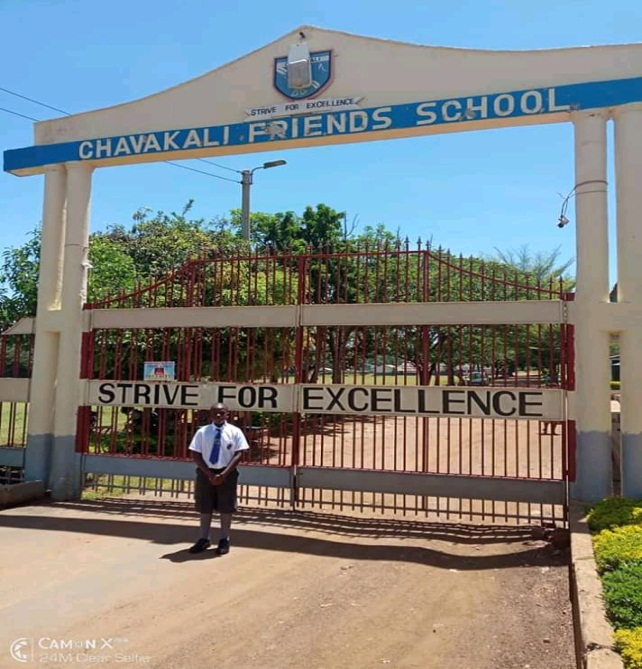 STRIVE FOR EXCELLENCE
CHAVAKALI FRIENDS SCHOOL
STRIVE FOR EXCELLENCE
CAMON X
24M Clear Selfie